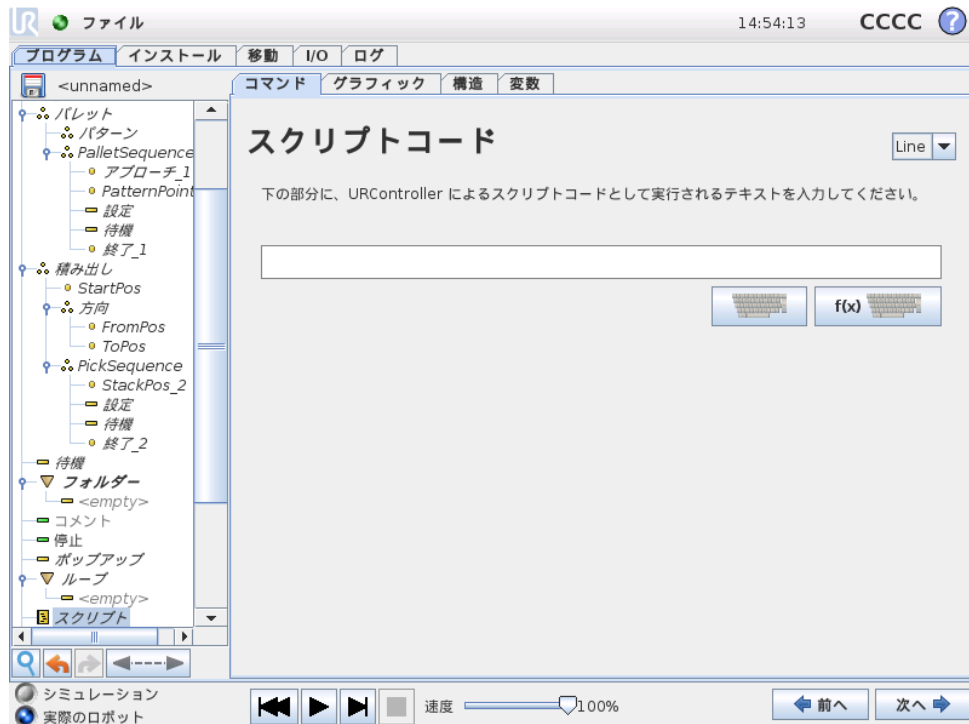 UR ファイル 14:54:13 CCCC ?
プログラム インストール 移動 I/O ログ
<unnamed>
コマンド グラフィック 構造 変数
パレット
パターン
PalletSequence
アプローチ_1
PatternPoint
設定
待機
終了_1
積み出し
StartPos
方向
FromPos
ToPos
PickSequence
StackPos_2
設定
待機
終了_2
待機
フォルダー
<empty>
コメント
停止
ポップアップ
ループ
<empty>
スクリプト
スクリプトコード
Line
下の部分に、URController によるスクリプトコードとして実行されるテキストを入力してください。
f(x)
シミュレーション
実際のロボット
速度 100%
前へ 次へ